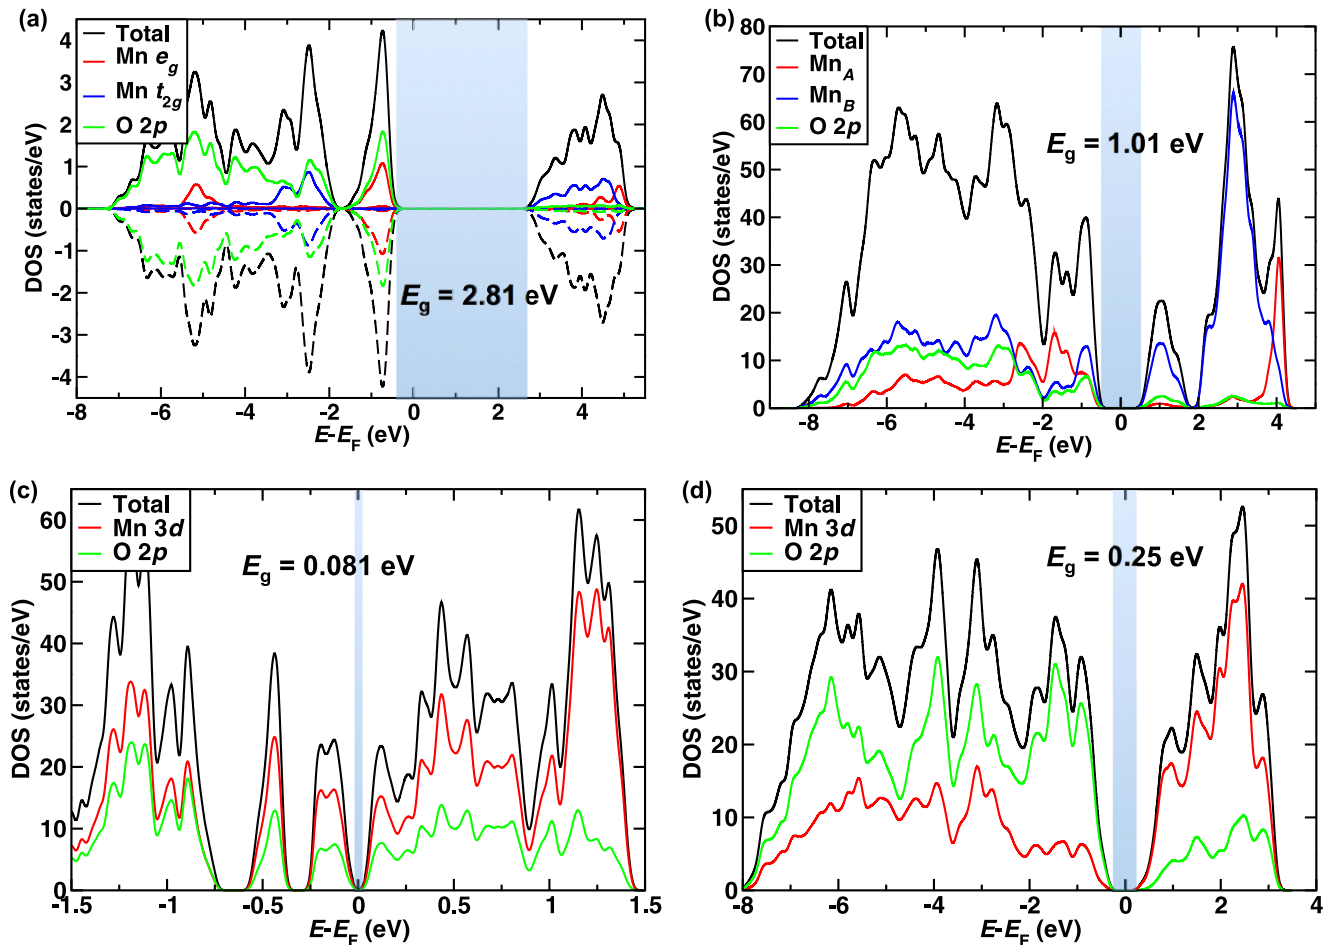 (a)
Total
Mn e_g
Mn t_2g
O 2p
E_g = 2.81 eV
DOS (states/eV)
4
3
2
1
0
-1
-2
-3
-4
-8
-6
-4
-2
0
2
4
E-E_F (eV)
(b)
Total
Mn_A
Mn_B
O 2p
E_g = 1.01 eV
DOS (states/eV)
80
70
60
50
40
30
20
10
0
-8
-6
-4
-2
0
2
4
E-E_F (eV)
(c)
Total
Mn 3d
O 2p
E_g = 0.081 eV
DOS (states/eV)
60
50
40
30
20
10
0
-1.5
-1
-0.5
0
0.5
1
1.5
E-E_F (eV)
(d)
Total
Mn 3d
O 2p
E_g = 0.25 eV
DOS (states/eV)
50
40
30
20
10
0
-8
-6
-4
-2
0
2
4
E-E_F (eV)